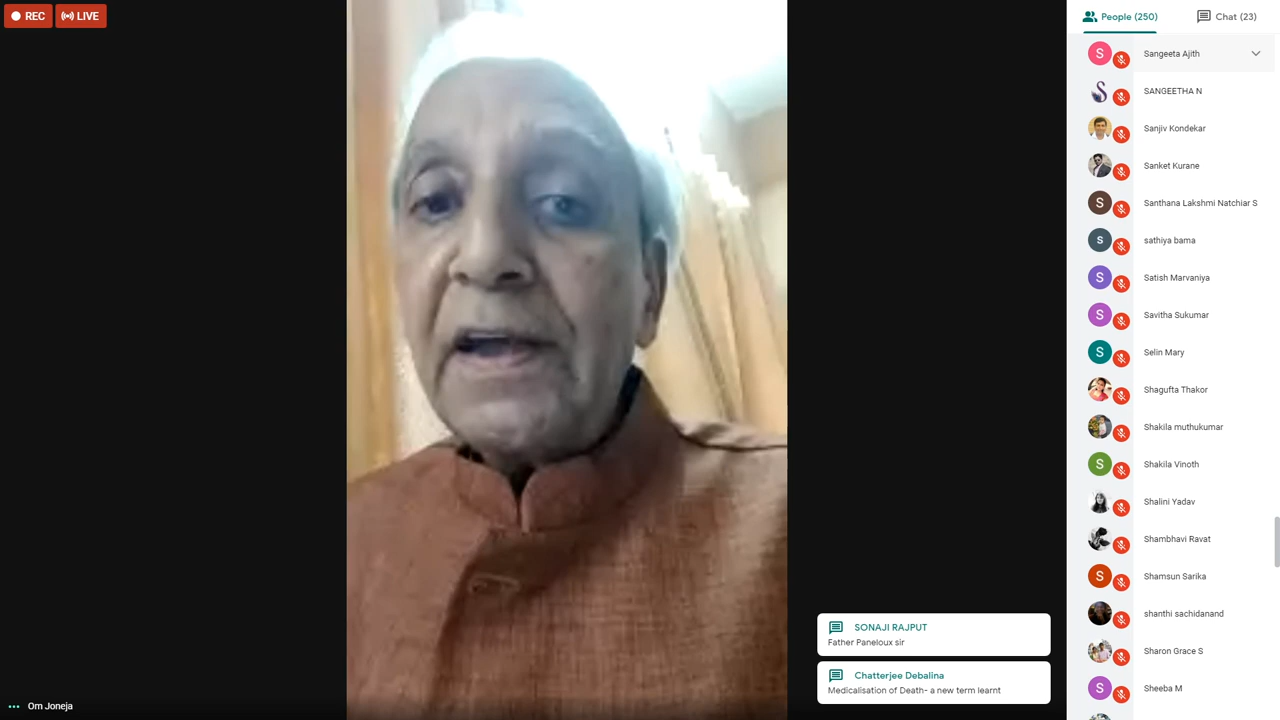 REC
LIVE
People (250)
Chat (23)
S
Sangeeta Ajith
SANGEETHA N
Sanjiv Kondekar
Sanket Kurane
S
Santhana Lakshmi Natchiar S
s
sathiya bama
S
Satish Marvaniya
S
Savitha Sukumar
S
Selin Mary
Shagufta Thakor
Shakila muthukumar
S
Shakila Vinoth
Shalini Yadav
Shambhavi Ravat
S
Shamsun Sarika
shanthi sachidanand
Sharon Grace S
S
Sheeba M
SONAJI RAJPUT
Father Paneloux sir
Chatterjee Debalina
Medicalisation of Death- a new term learnt
Om Joneja